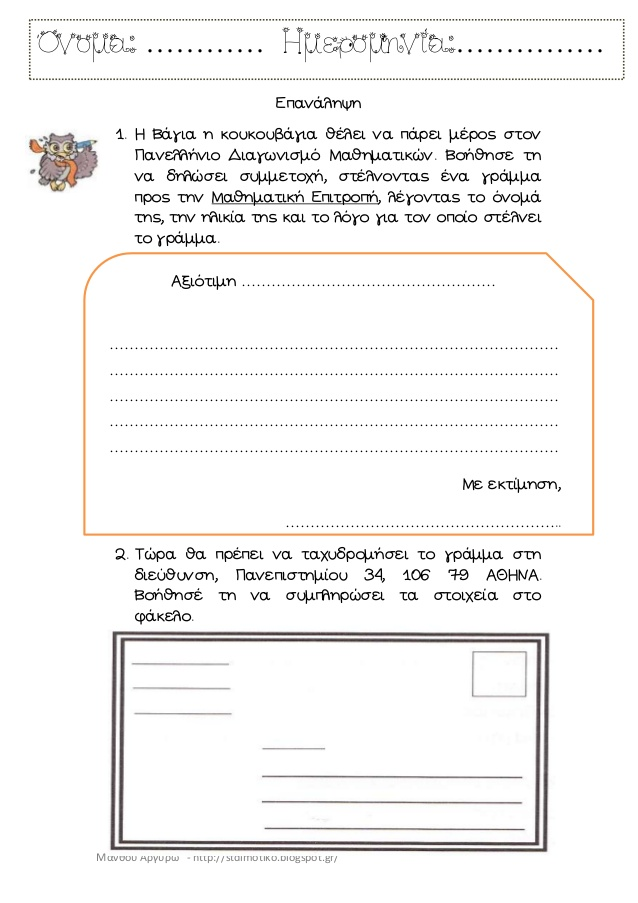 Όνομα: ............ Ημερομηνία:...............
Επανάληψη
1. Η Βάγια η κουκουβάγια θέλει να πάρει μέρος στον
Πανελλήνιο Διαγωνισμό Μαθηματικών. Βοήθησε τη
να δηλώσει συμμετοχή, στέλνοντας ένα γράμμα
προς την Μαθηματική Επιτροπή, λέγοντας το όνομά
της, την ηλικία της και το λόγο για τον οποίο στέλνει
το γράμμα.
Αξιότιμη ...................................................
..........................................................................................
..........................................................................................
..........................................................................................
..........................................................................................
..........................................................................................
Με εκτίμηση,
........................................................
2. Τώρα θα πρέπει να ταχυδρομήσει το γράμμα στη
διεύθυνση, Πανεπιστημίου 34, 106 79 ΑΘΗΝΑ.
Βοήθησέ τη να συμπληρώσει τα στοιχεία στο
φάκελο.
Μάνθου Αργυρώ - http://stdimotiko.blogspot.gr/